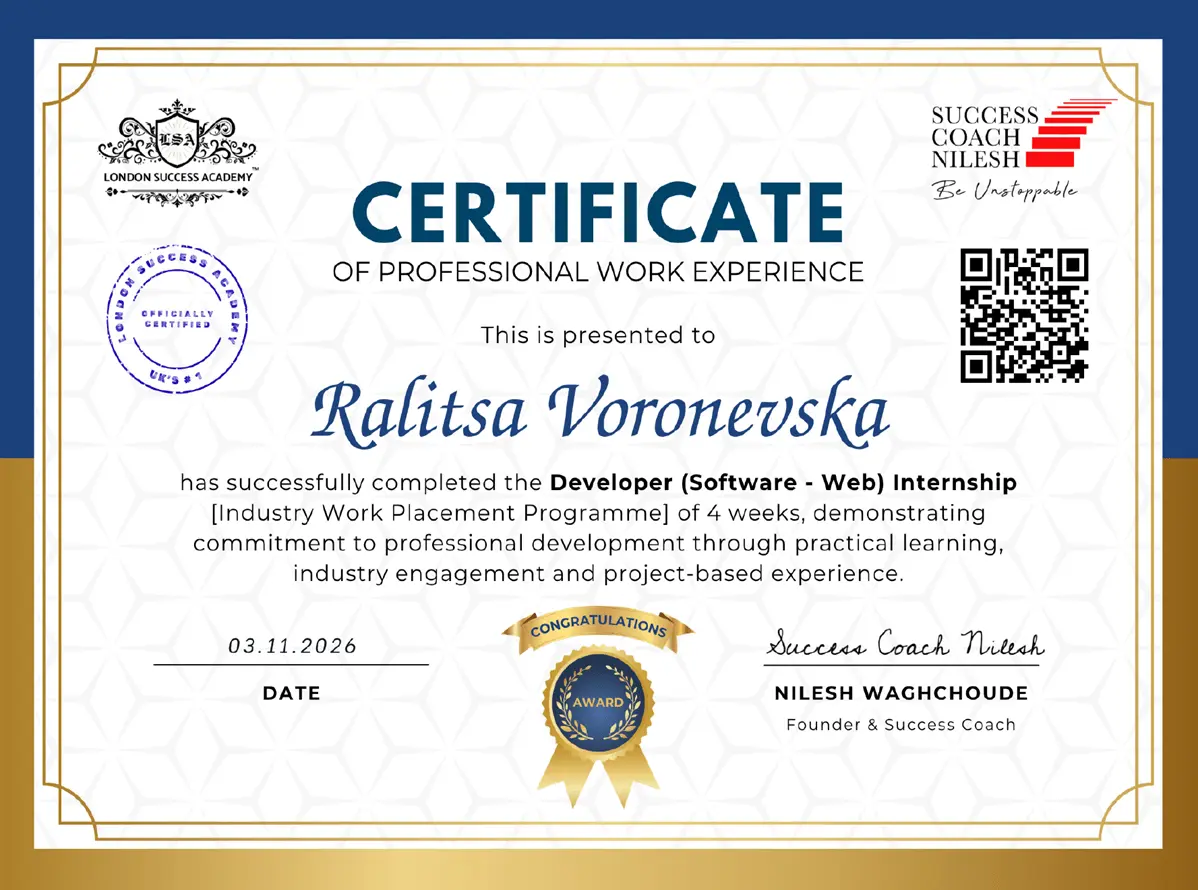 LSA
LONDON SUCCESS ACADEMY™
SUCCESS
COACH
NILESH
Be Unstoppable
CERTIFICATE
OF PROFESSIONAL WORK EXPERIENCE
LONDON SUCCESS ACADEMY
OFFICIALLY
CERTIFIED
UK'S # 1
This is presented to
Ralitsa Voronevska
has successfully completed the Developer (Software - Web) Internship
[Industry Work Placement Programme] of 4 weeks, demonstrating
commitment to professional development through practical learning,
industry engagement and project-based experience.
CONGRATULATIONS
AWARD
03.11.2026
DATE
Success Coach Nilesh
NILESH WAGHCHOUDE
Founder & Success Coach